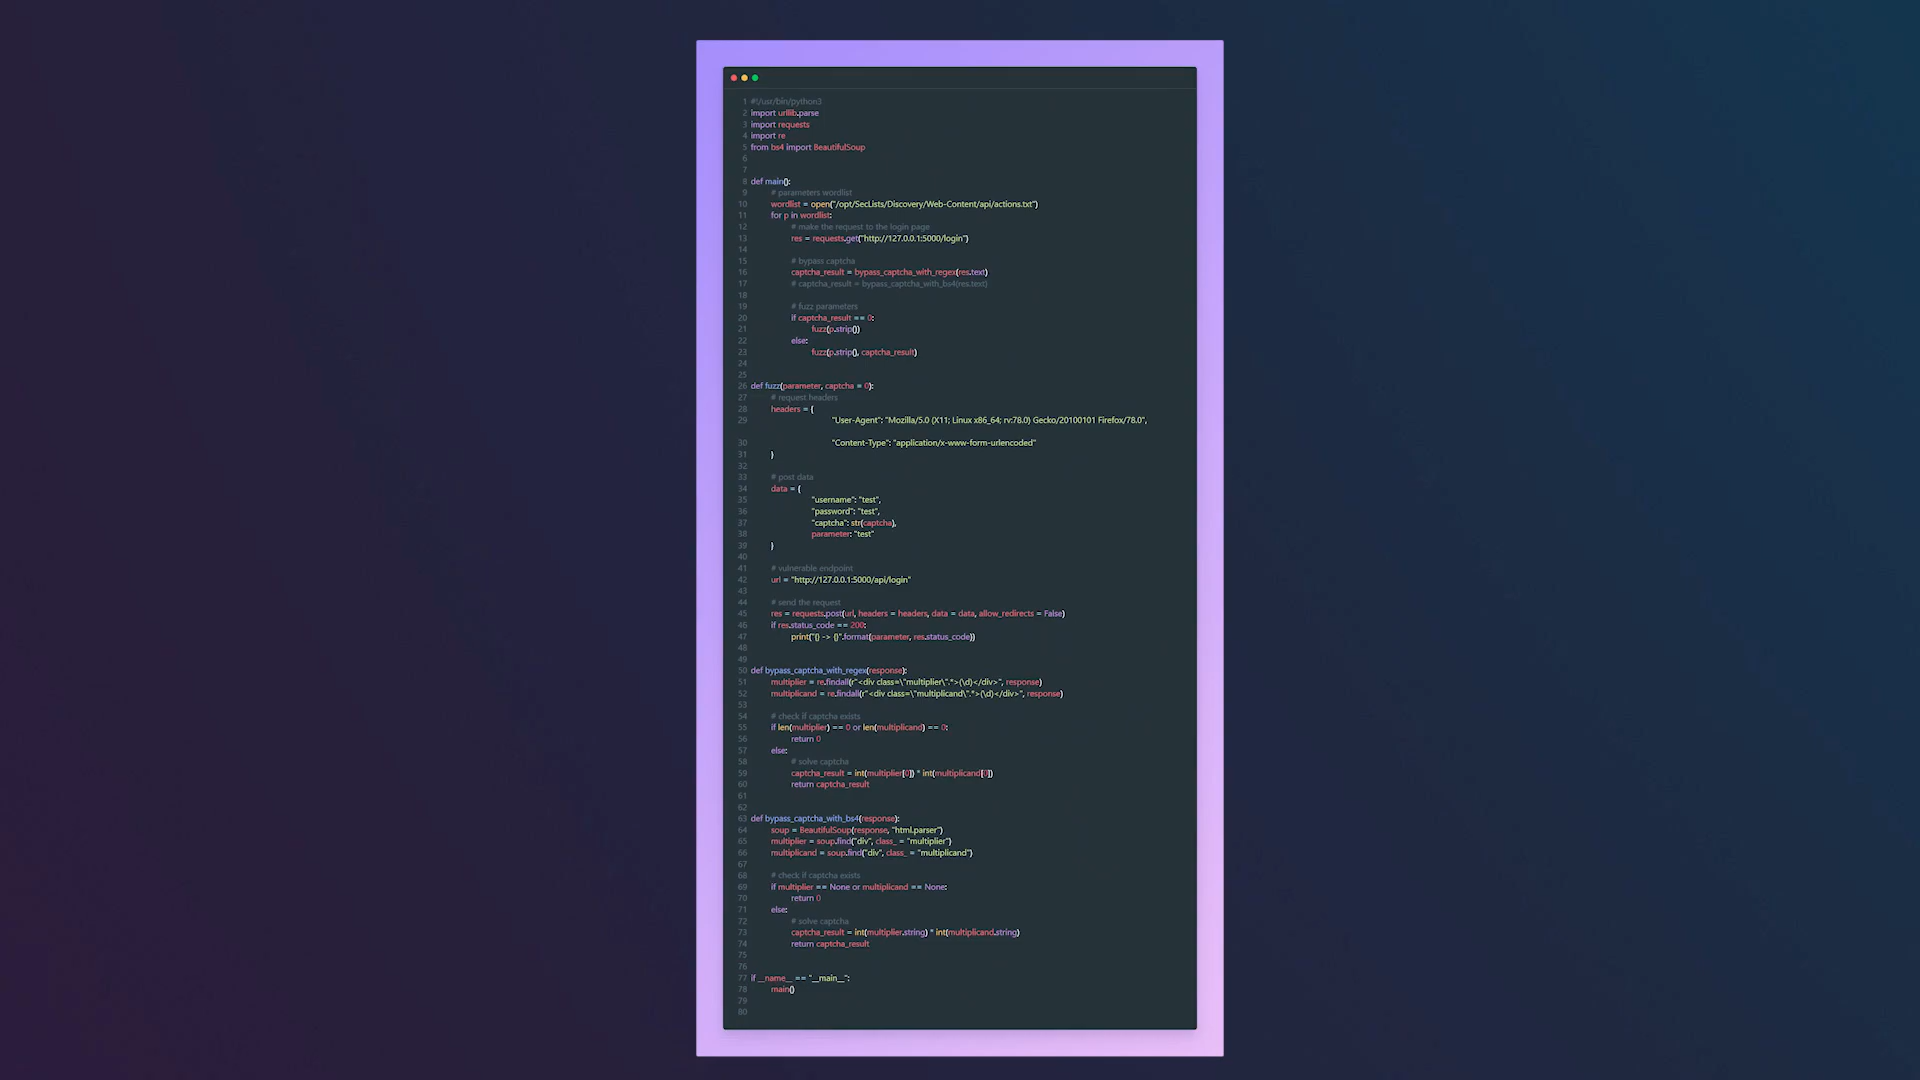 1 #!/usr/bin/python3
2 import urllib.parse
3 import requests
4 import re
5 from bs4 import BeautifulSoup
6
7
8 def main():
9 # parameters wordlist
10 wordlist = open("/opt/SecLists/Discovery/Web-Content/api/actions.txt")
11 for p in wordlist:
12 # make the request to the login page
13 res = requests.get("http://127.0.0.1:5000/login")
14
15 # bypass captcha
16 captcha_result = bypass_captcha_with_regex(res.text)
17 # captcha_result = bypass_captcha_with_bs4(res.text)
18
19 # fuzz parameters
20 if captcha_result == 0:
21 fuzz(p.strip())
22 else:
23 fuzz(p.strip(), captcha_result)
24
25
26 def fuzz(parameter, captcha = 0):
27 # request headers
28 headers = {
29 "User-Agent": "Mozilla/5.0 (X11; Linux x86_64; rv:78.0) Gecko/20100101 Firefox/78.0",
30 "Content-Type": "application/x-www-form-urlencoded"
31 }
32
33 # post data
34 data = {
35 "username": "test",
36 "password": "test",
37 "captcha": str(captcha),
38 parameter: "test"
39 }
40
41 # vulnerable endpoint
42 url = "http://127.0.0.1:5000/api/login"
43
44 # send the request
45 res = requests.post(url, headers = headers, data = data, allow_redirects = False)
46 if res.status_code == 200:
47 print("{} -> {}".format(parameter, res.status_code))
48
49
50 def bypass_captcha_with_regex(response):
51 multiplier = re.findall(r"<div class=\"multiplier\".*>(\d)</div>", response)
52 multiplicand = re.findall(r"<div class=\"multiplicand\".*>(\d)</div>", response)
53
54 # check if captcha exists
55 if len(multiplier) == 0 or len(multiplicand) == 0:
56 return 0
57 else:
58 # solve captcha
59 captcha_result = int(multiplier[0]) * int(multiplicand[0])
60 return captcha_result
61
62
63 def bypass_captcha_with_bs4(response):
64 soup = BeautifulSoup(response, "html.parser")
65 multiplier = soup.find("div", class_ = "multiplier")
66 multiplicand = soup.find("div", class_ = "multiplicand")
67
68 # check if captcha exists
69 if multiplier == None or multiplicand == None:
70 return 0
71 else:
72 # solve captcha
73 captcha_result = int(multiplier.string) * int(multiplicand.string)
74 return captcha_result
75
76
77 if __name__ == "__main__":
78 main()
79
80